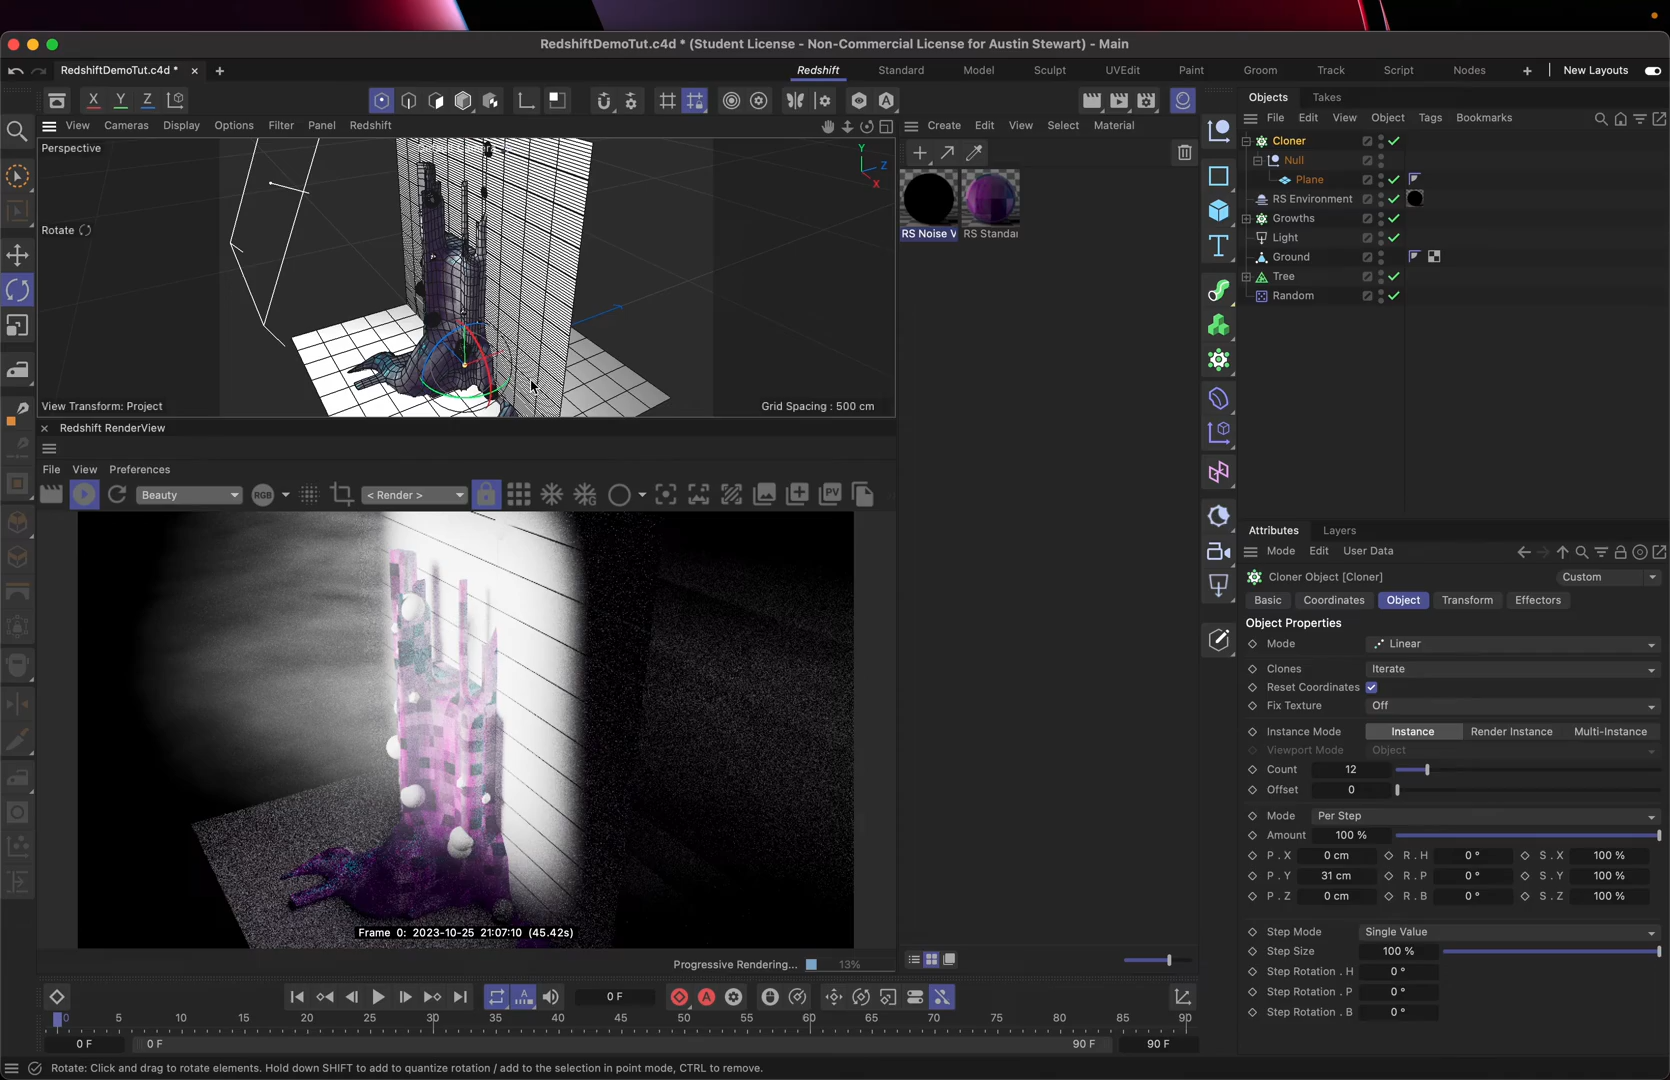 RedshiftDemoTut.c4d * (Student License - Non-Commercial License for Austin Stewart) - Main
RedshiftDemoTut.c4d *
Redshift Standard Model Sculpt UVEdit Paint Groom Track Script Nodes New Layouts
X Y Z
View Cameras Display Options Filter Panel Redshift
Perspective
Rotate
Y
Z
X
View Transform: Project
Grid Spacing : 500 cm
Redshift RenderView
File View Preferences
Beauty
RGB
< Render >
PV
Frame 0: 2023-10-25 21:07:10 (45.42s)
Progressive Rendering... 13%
Create Edit View Select Material
RS Noise V
RS Standar
Objects Takes
File Edit View Object Tags Bookmarks
Cloner
Null
Plane
RS Environment
Growths
Light
Ground
Tree
Random
Attributes Layers
Mode Edit User Data
Cloner Object [Cloner]
Custom
Basic Coordinates Object Transform Effectors
Object Properties
Mode Linear
Clones Iterate
Reset Coordinates
Fix Texture Off
Instance Mode Instance Render Instance Multi-Instance
Viewport Mode Object
Count 12
Offset 0
Mode Per Step
Amount 100 %
P . X 0 cm R . H 0 ° S . X 100 %
P . Y 31 cm R . P 0 ° S . Y 100 %
P . Z 0 cm R . B 0 ° S . Z 100 %
Step Mode Single Value
Step Size 100 %
Step Rotation . H 0 °
Step Rotation . P 0 °
Step Rotation . B 0 °
0 F
0 5 10 15 20 25 30 35 40 45 50 55 60 65 70 75 80 85 90
0 F 0 F 90 F 90 F
Rotate: Click and drag to rotate elements. Hold down SHIFT to add to quantize rotation / add to the selection in point mode, CTRL to remove.